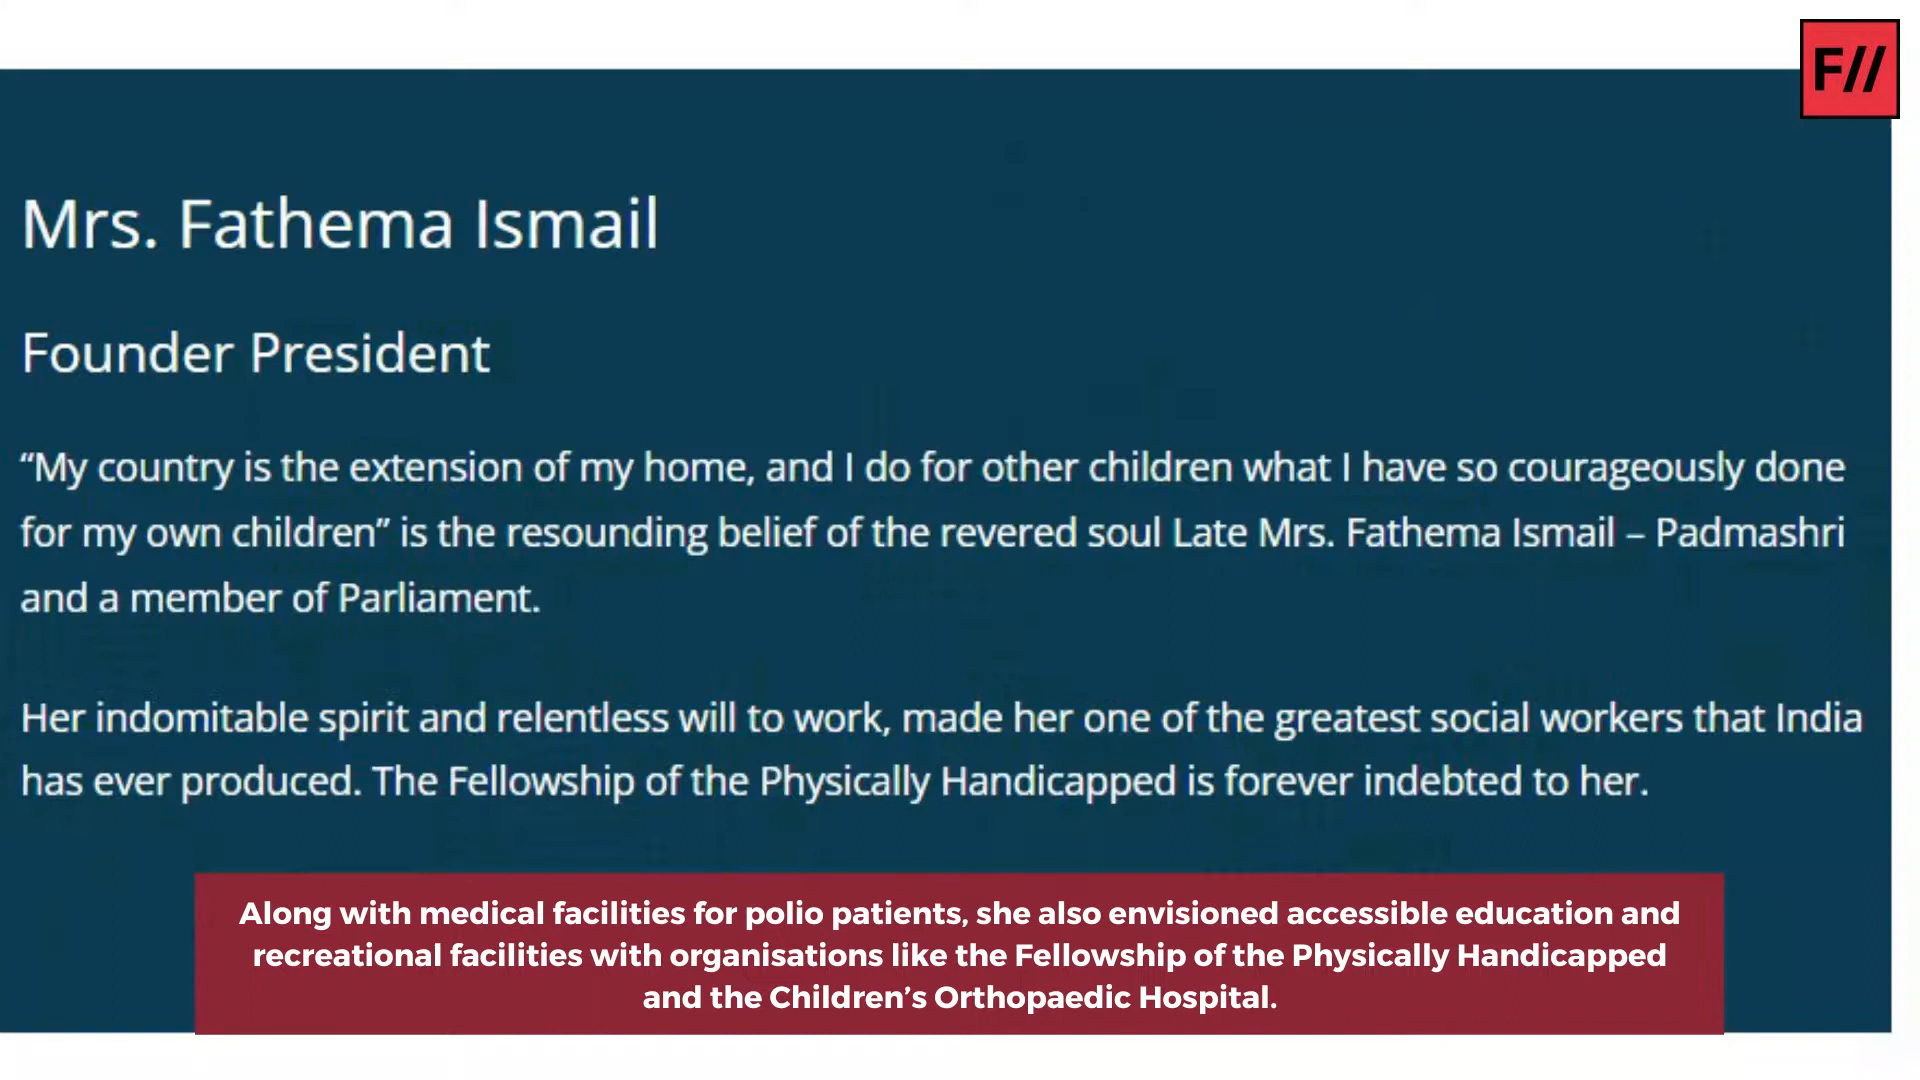 F//
Mrs. Fathema Ismail
Founder President
“My country is the extension of my home, and I do for other children what I have so courageously done
for my own children” is the resounding belief of the revered soul Late Mrs. Fathema Ismail – Padmashri
and a member of Parliament.
Her indomitable spirit and relentless will to work, made her one of the greatest social workers that India
has ever produced. The Fellowship of the Physically Handicapped is forever indebted to her.
Along with medical facilities for polio patients, she also envisioned accessible education and
recreational facilities with organisations like the Fellowship of the Physically Handicapped
and the Children’s Orthopaedic Hospital.